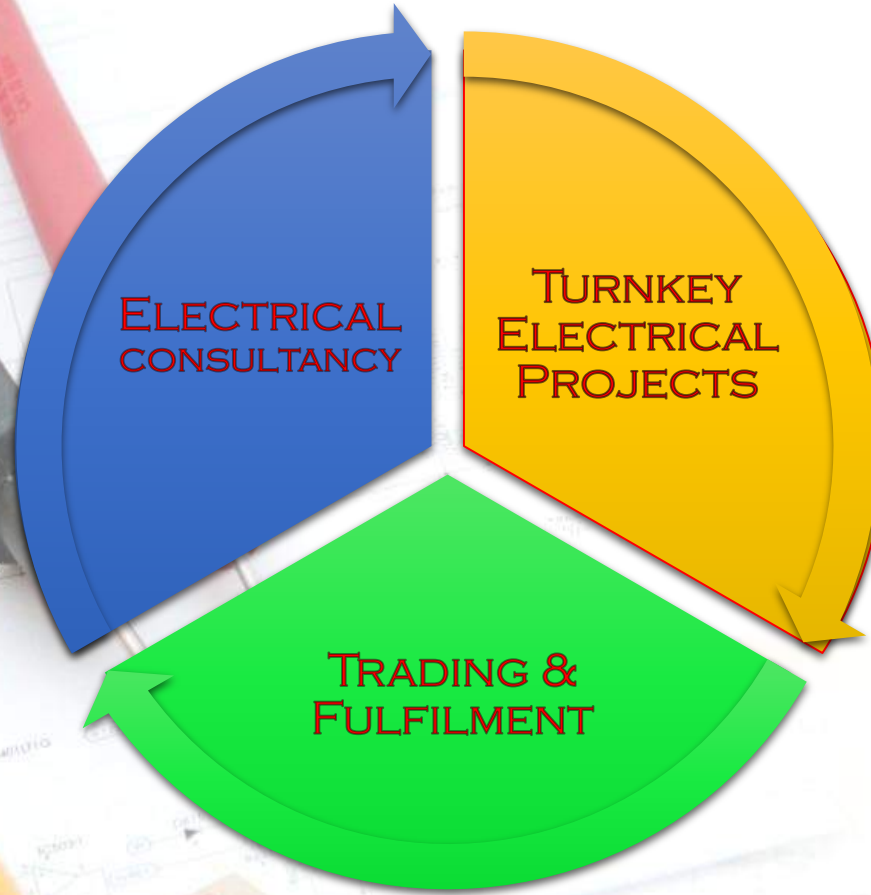 ELECTRICAL
CONSULTANCY
TURNKEY
ELECTRICAL
PROJECTS
TRADING &
FULFILMENT